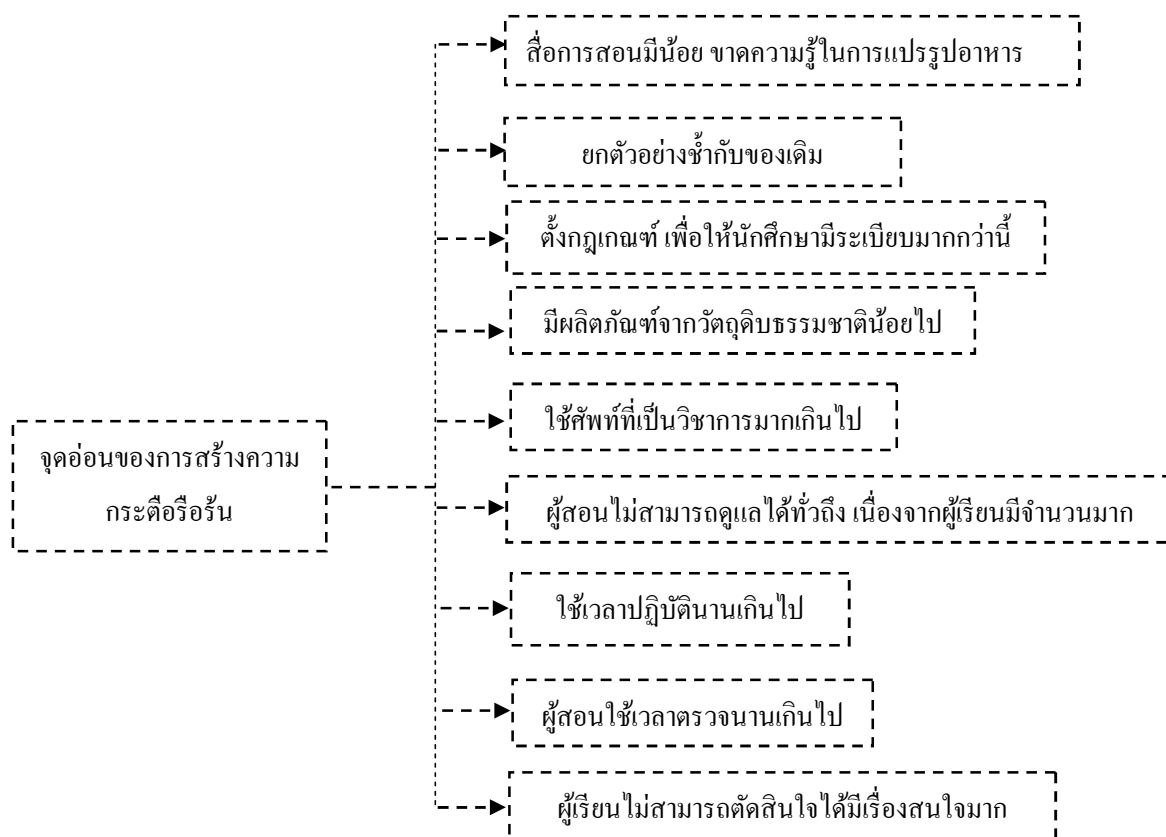 สื่อการสอนมีน้อย ขาดความรู้ในการแปรรูปอาหาร
ยกตัวอย่างซ้ำกับของเดิม
ตั้งกฎเกณฑ์ เพื่อให้นักศึกษามีระเบียบมากกว่านี้
มีผลิตภัณฑ์จากวัตถุดิบธรรมชาติน้อยไป
ใช้ศัพท์ที่เป็นวิชาการมากเกินไป
จุดอ่อนของการสร้างความ
กระตือรือร้น
ผู้สอนไม่สามารถดูแลได้ทั่วถึง เนื่องจากผู้เรียนมีจำนวนมาก
ใช้เวลาปฏิบัตินานเกินไป
ผู้สอนใช้เวลาตรวจนานเกินไป
ผู้เรียนไม่สามารถตัดสินใจได้มีเรื่องสนใจมาก